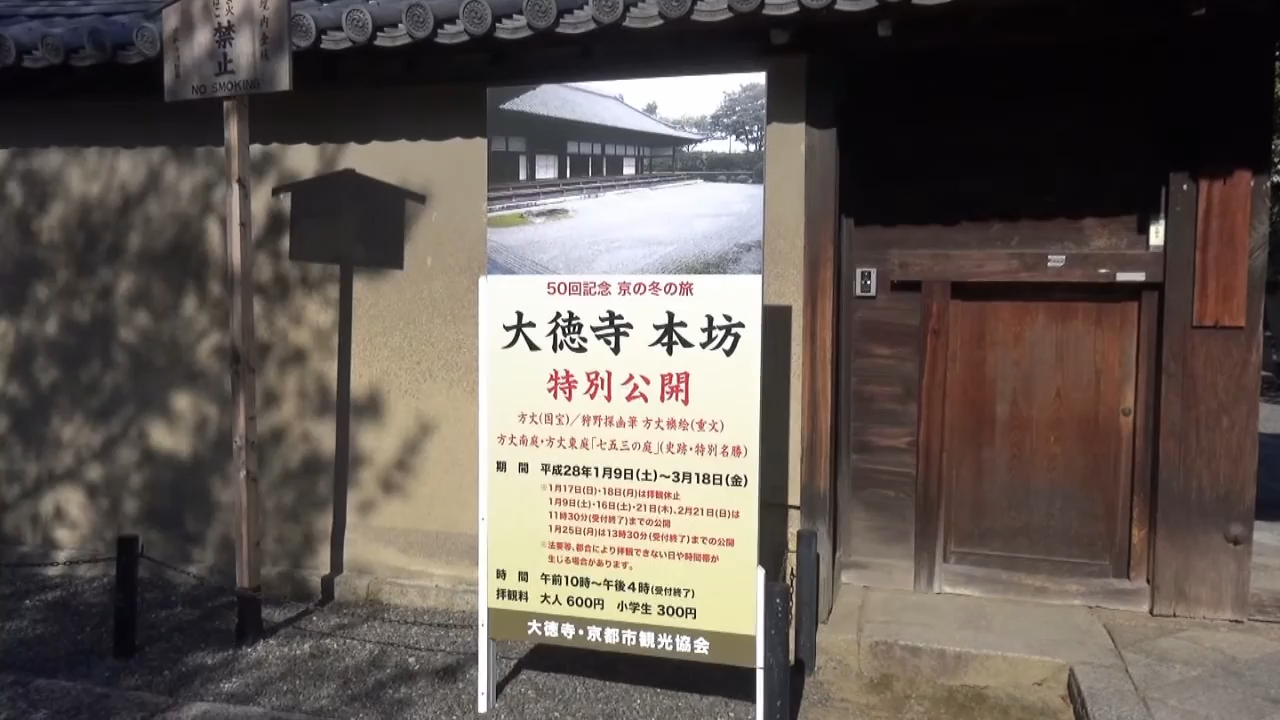 禁止
NO SMOKING
50回記念 京の冬の旅
大徳寺 本坊
特別公開
方丈(国宝)/狩野探幽筆 方丈襖絵(重文)
方丈南庭・方丈東庭「七五三の庭」(史跡・特別名勝)
期 間 平成28年1月9日(土)~3月18日(金)
※1月17日(日)・18日(月)は拝観休止
1月9日(土)・16日(土)・21日(木)、2月21日(日)は
11時30分(受付終了)までの公開
1月25日(月)は13時30分(受付終了)までの公開
※法要等、都合により拝観できない日や時間帯が
生じる場合があります。
時 間 午前10時~午後4時(受付終了)
拝観料 大人 600円 小学生 300円
大徳寺・京都市観光協会